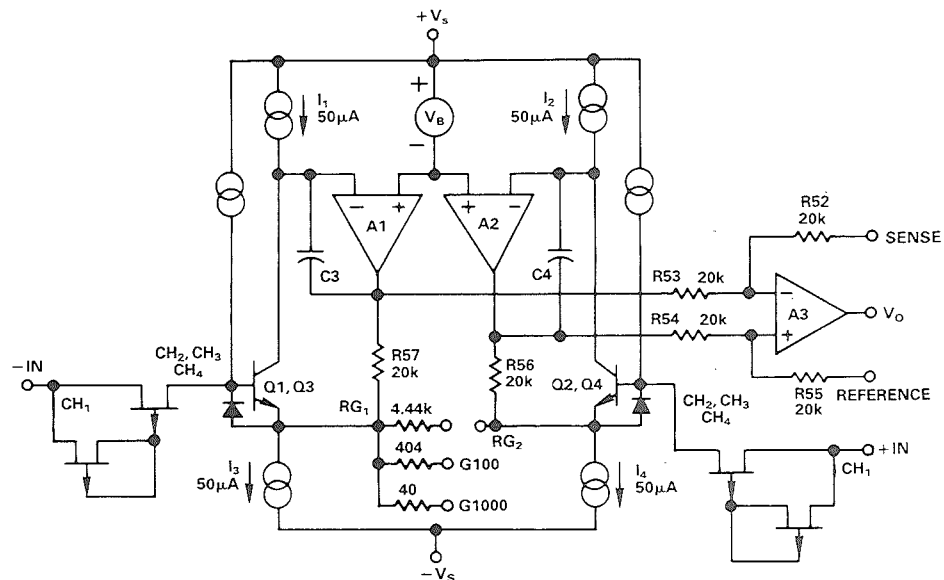 +Vs
I1
50μA
+
VB
−
I2
50μA
− +
A1
+ −
A2
C3
C4
R52
20k
SENSE
R53 20k
−
A3
+
Vo
R54 20k
R55
20k
REFERENCE
R57
20k
R56
20k
−IN
CH1
CH2, CH3
CH4
Q1, Q3
Q2, Q4
RG1
4.44k
RG2
404
G100
40
G1000
I3
50μA
I4
50μA
CH2, CH3
CH4
CH1
+IN
−Vs